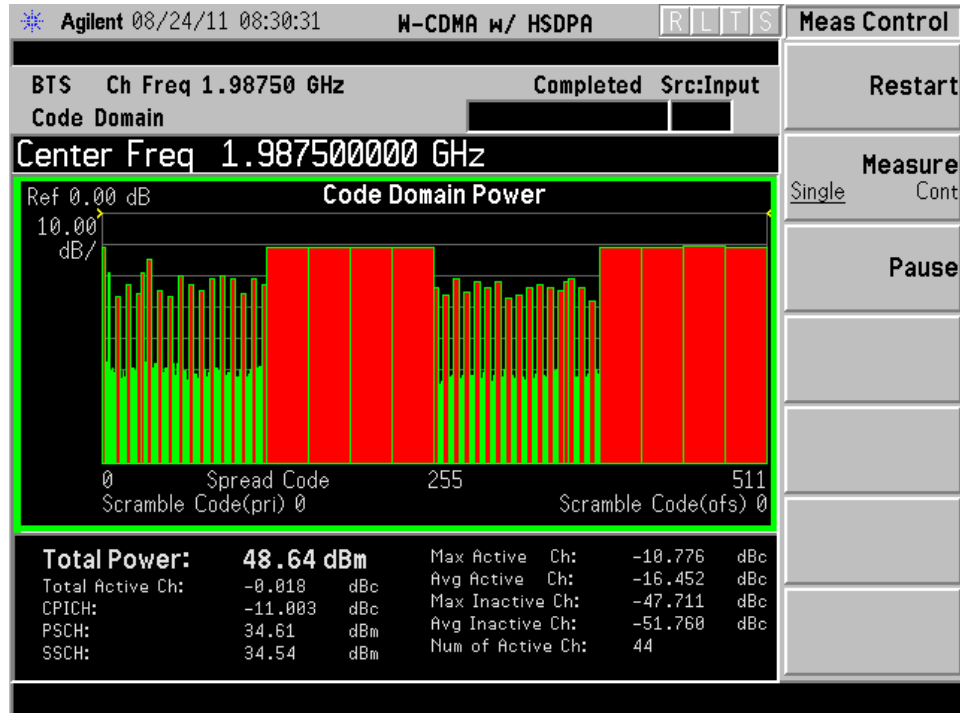 Agilent 08/24/11 08:30:31 W-CDMA w/ HSDPA R L T S Meas Control
BTS Ch Freq 1.98750 GHz Completed Src:Input
Code Domain
Center Freq 1.987500000 GHz
Restart
Measure
Single Cont
Pause
Ref 0.00 dB Code Domain Power
10.00
dB/
0 Spread Code 255 511
Scramble Code(pri) 0 Scramble Code(ofs) 0
Total Power: 48.64 dBm
Total Active Ch: -0.018 dBc
CPICH: -11.003 dBc
PSCH: 34.61 dBm
SSCH: 34.54 dBm
Max Active Ch: -10.776 dBc
Avg Active Ch: -16.452 dBc
Max Inactive Ch: -47.711 dBc
Avg Inactive Ch: -51.760 dBc
Num of Active Ch: 44